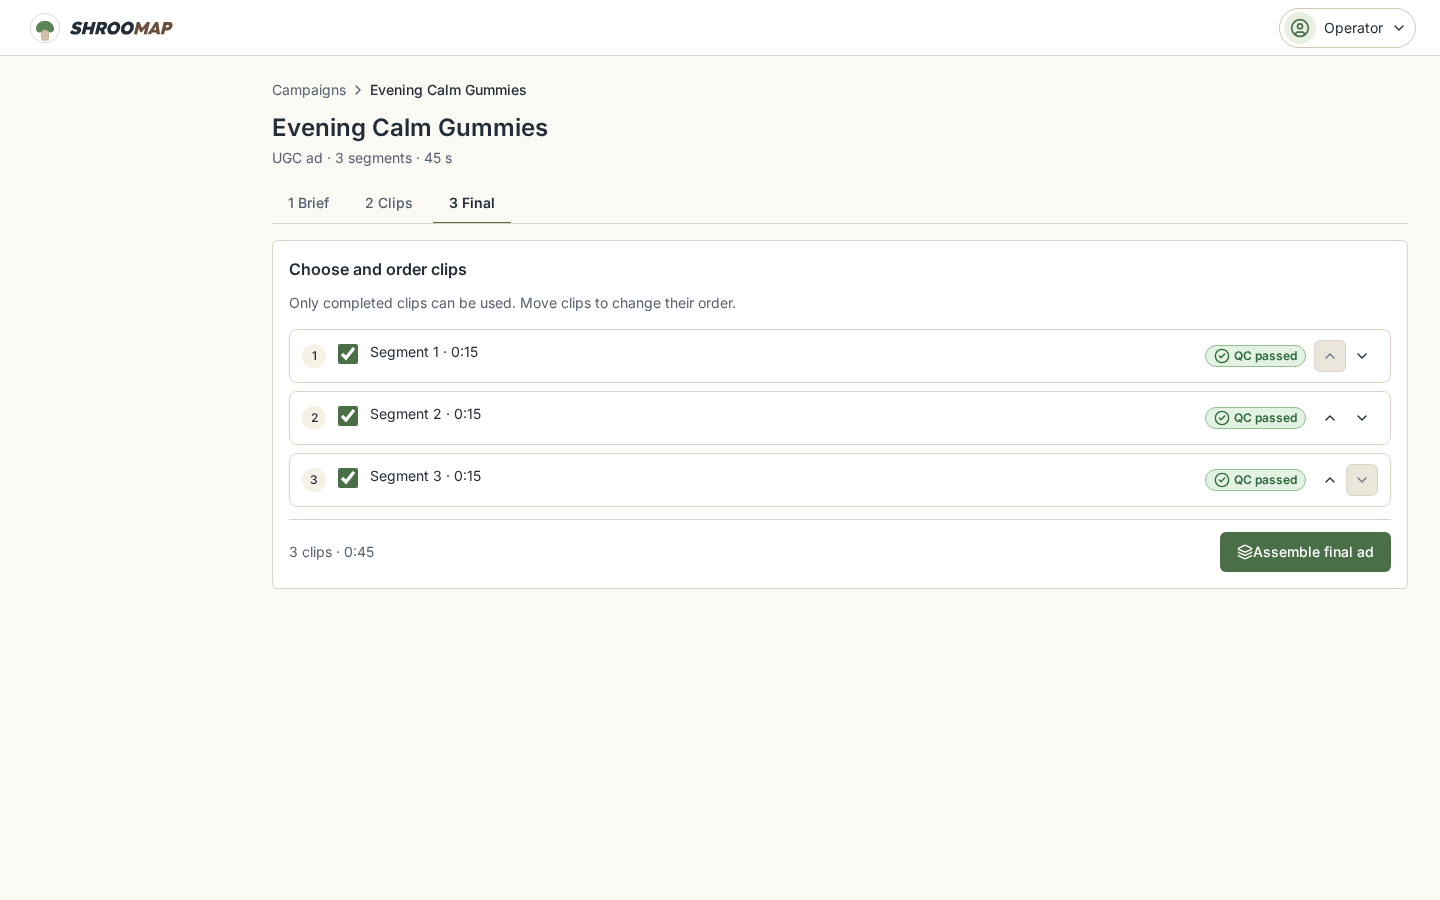 SHROOMAP
Operator
Campaigns Evening Calm Gummies
Evening Calm Gummies
UGC ad · 3 segments · 45 s
1 Brief 2 Clips 3 Final
Choose and order clips
Only completed clips can be used. Move clips to change their order.
1 Segment 1 · 0:15 QC passed
2 Segment 2 · 0:15 QC passed
3 Segment 3 · 0:15 QC passed
3 clips · 0:45 Assemble final ad